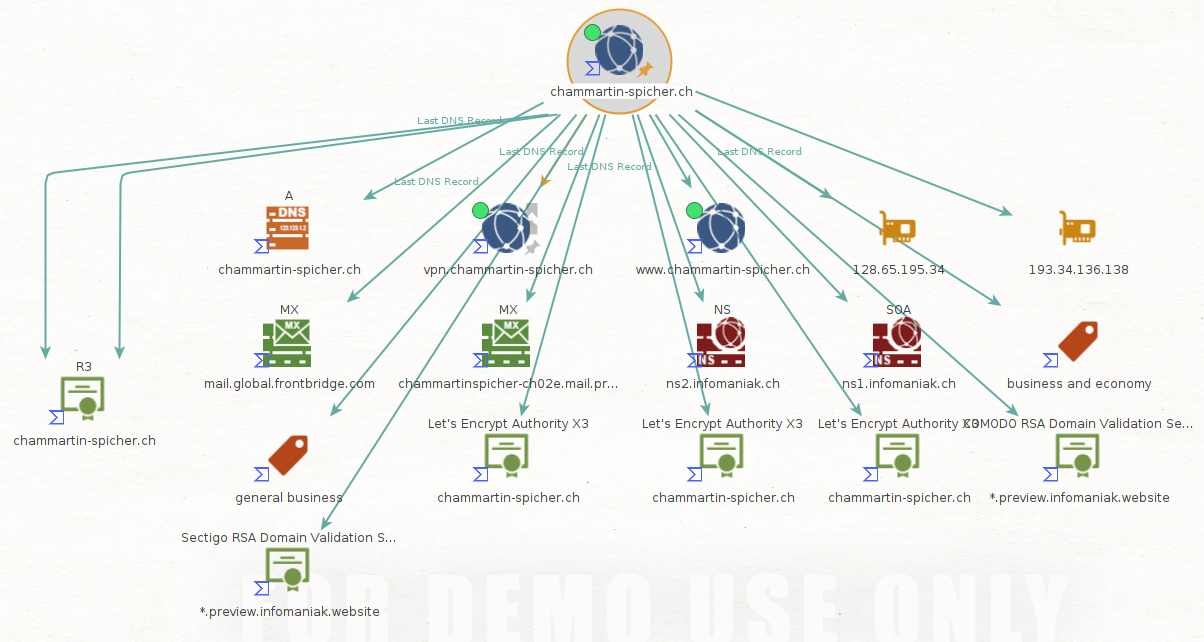 chammartin-spicher.ch
Last DNS Record
Last DNS Record
Last DNS Record
Last DNS Record
Last DNS Record
A
chammartin-spicher.ch
vpn.chammartin-spicher.ch
www.chammartin-spicher.ch
128.65.195.34
193.34.136.138
MX
MX
NS
SOA
mail.global.frontbridge.com
chammartinspicher-ch02e.mail.pr...
ns2.infomaniak.ch
ns1.infomaniak.ch
business and economy
R3
chammartin-spicher.ch
general business
Let's Encrypt Authority X3
chammartin-spicher.ch
Let's Encrypt Authority X3
chammartin-spicher.ch
Let's Encrypt Authority X3
chammartin-spicher.ch
COMODO RSA Domain Validation Se...
*.preview.infomaniak.website
Sectigo RSA Domain Validation S...
*.preview.infomaniak.website
FOR DEMO USE ONLY